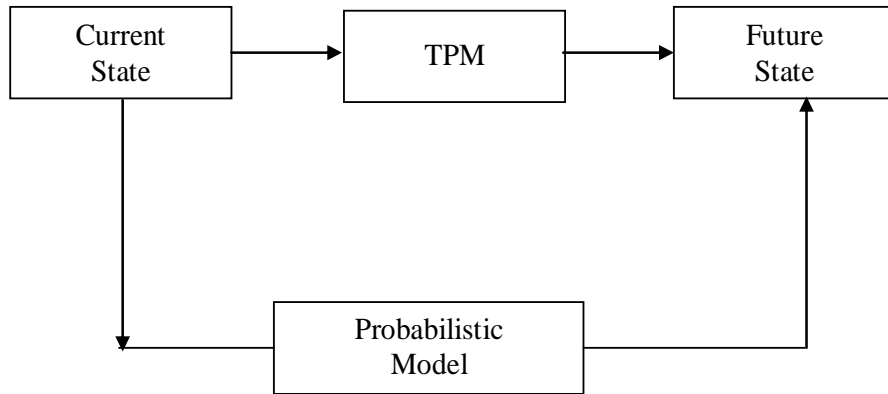 Current
State
TPM
Future
State
Probabilistic
Model